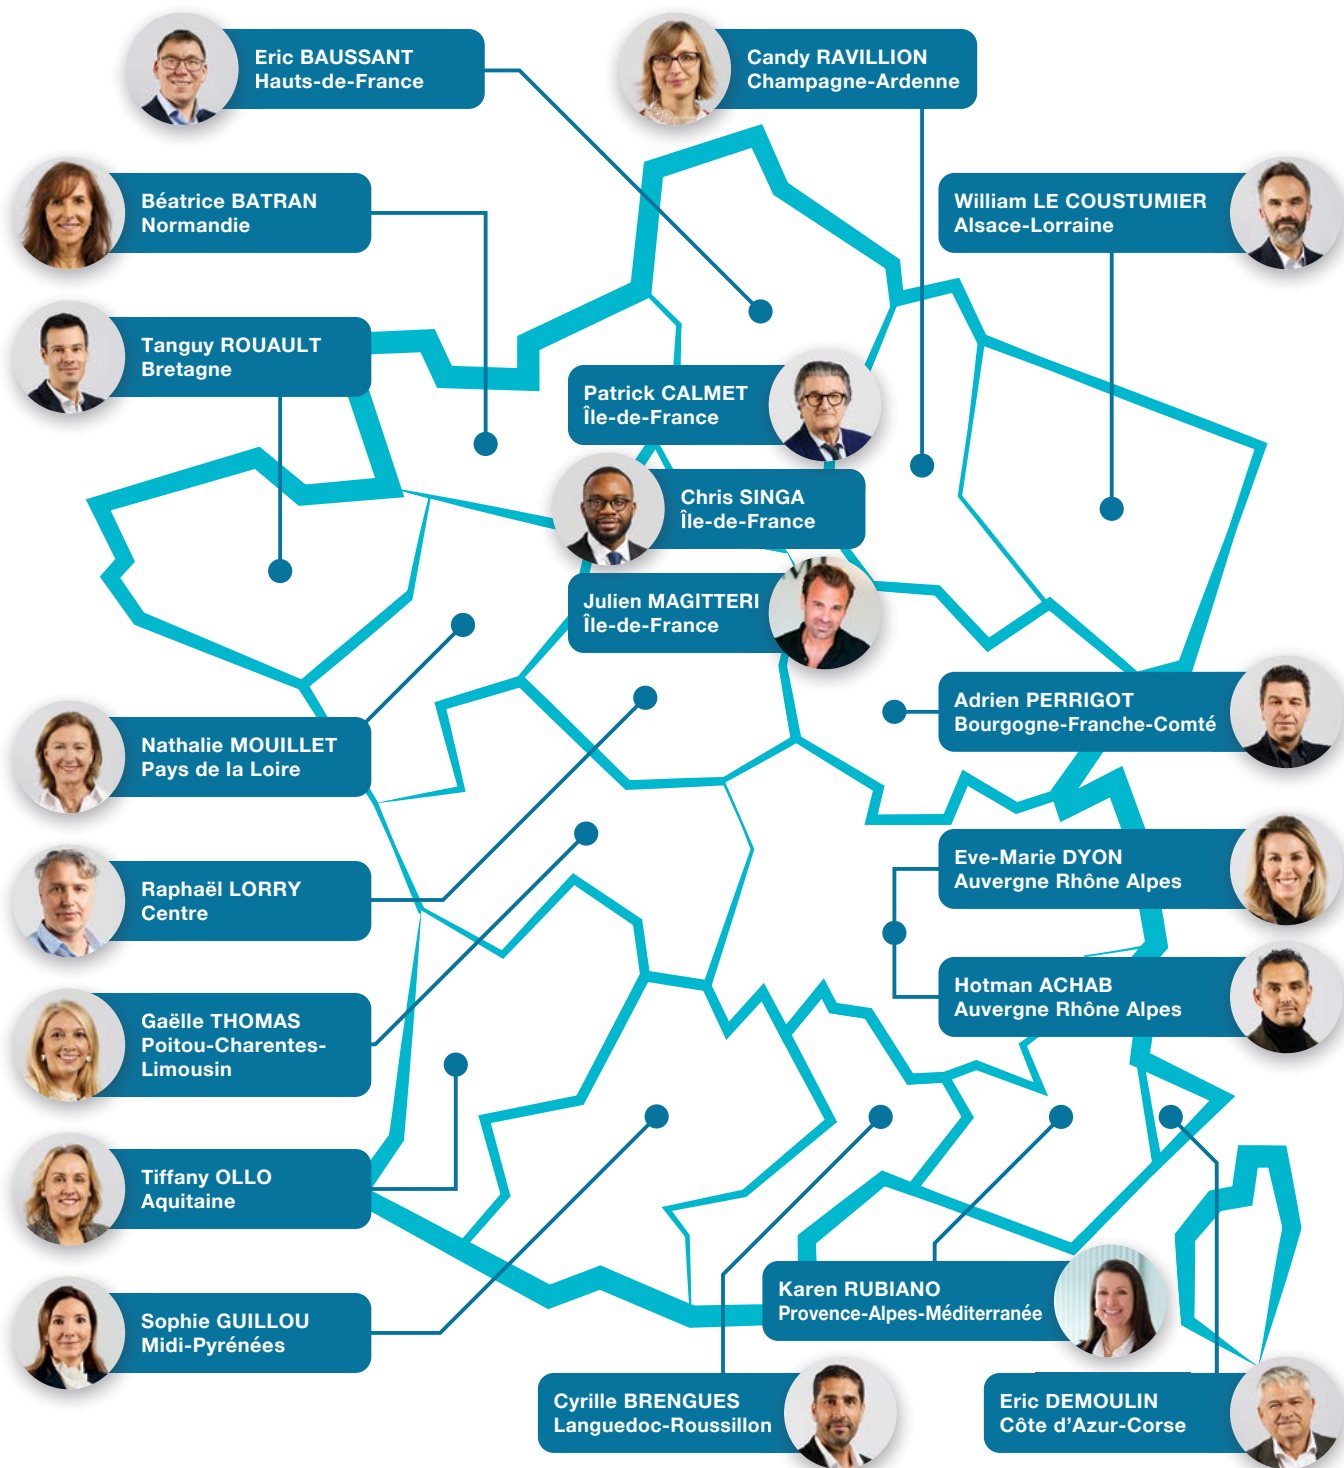 Eric BAUSSANT
Hauts-de-France
Candy RAVILLION
Champagne-Ardenne
Béatrice BATRAN
Normandie
William LE COUSTUMIER
Alsace-Lorraine
Tanguy ROUAULT
Bretagne
Patrick CALMET
Île-de-France
Chris SINGA
Île-de-France
Julien MAGITTERI
Île-de-France
Adrien PERRIGOT
Bourgogne-Franche-Comté
Nathalie MOUILLET
Pays de la Loire
Eve-Marie DYON
Auvergne Rhône Alpes
Raphaël LORRY
Centre
Hotman ACHAB
Auvergne Rhône Alpes
Gaëlle THOMAS
Poitou-Charentes-
Limousin
Tiffany OLLO
Aquitaine
Karen RUBIANO
Provence-Alpes-Méditerranée
Sophie GUILLOU
Midi-Pyrénées
Cyrille BRENGUES
Languedoc-Roussillon
Eric DEMOULIN
Côte d'Azur-Corse